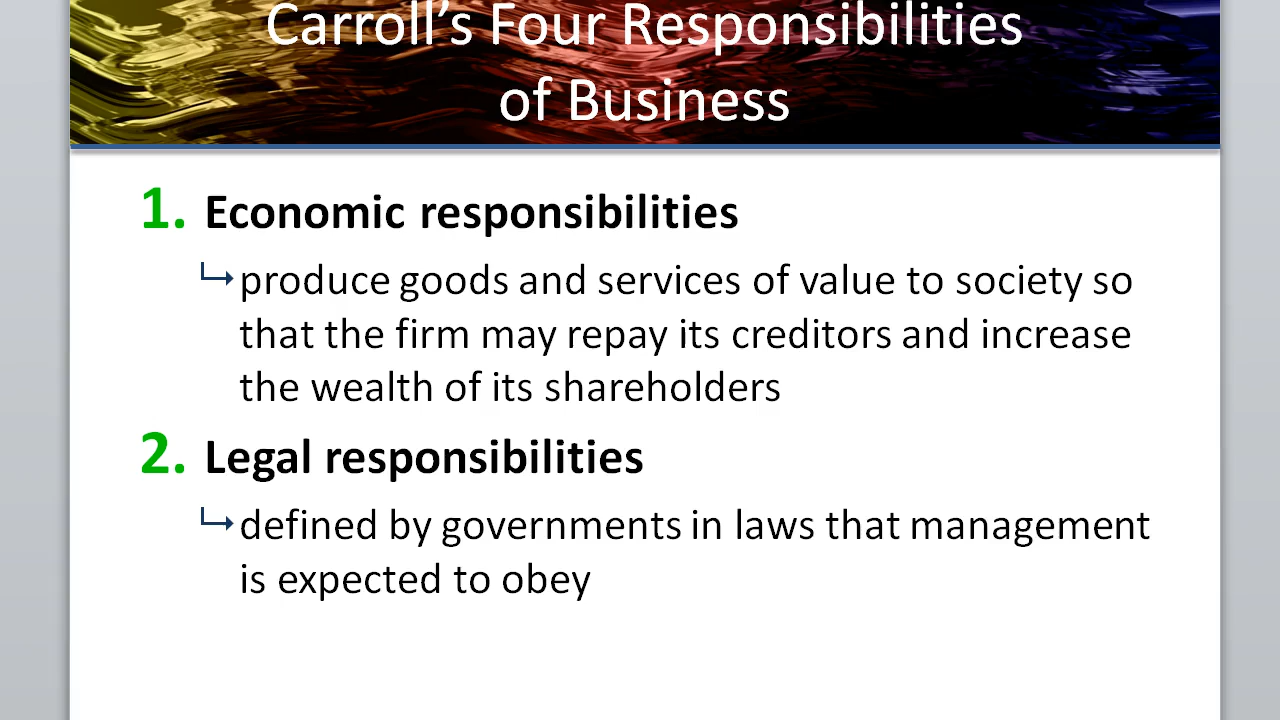 Carroll’s Four Responsibilities
of Business
1. Economic responsibilities
produce goods and services of value to society so
that the firm may repay its creditors and increase
the wealth of its shareholders
2. Legal responsibilities
defined by governments in laws that management
is expected to obey